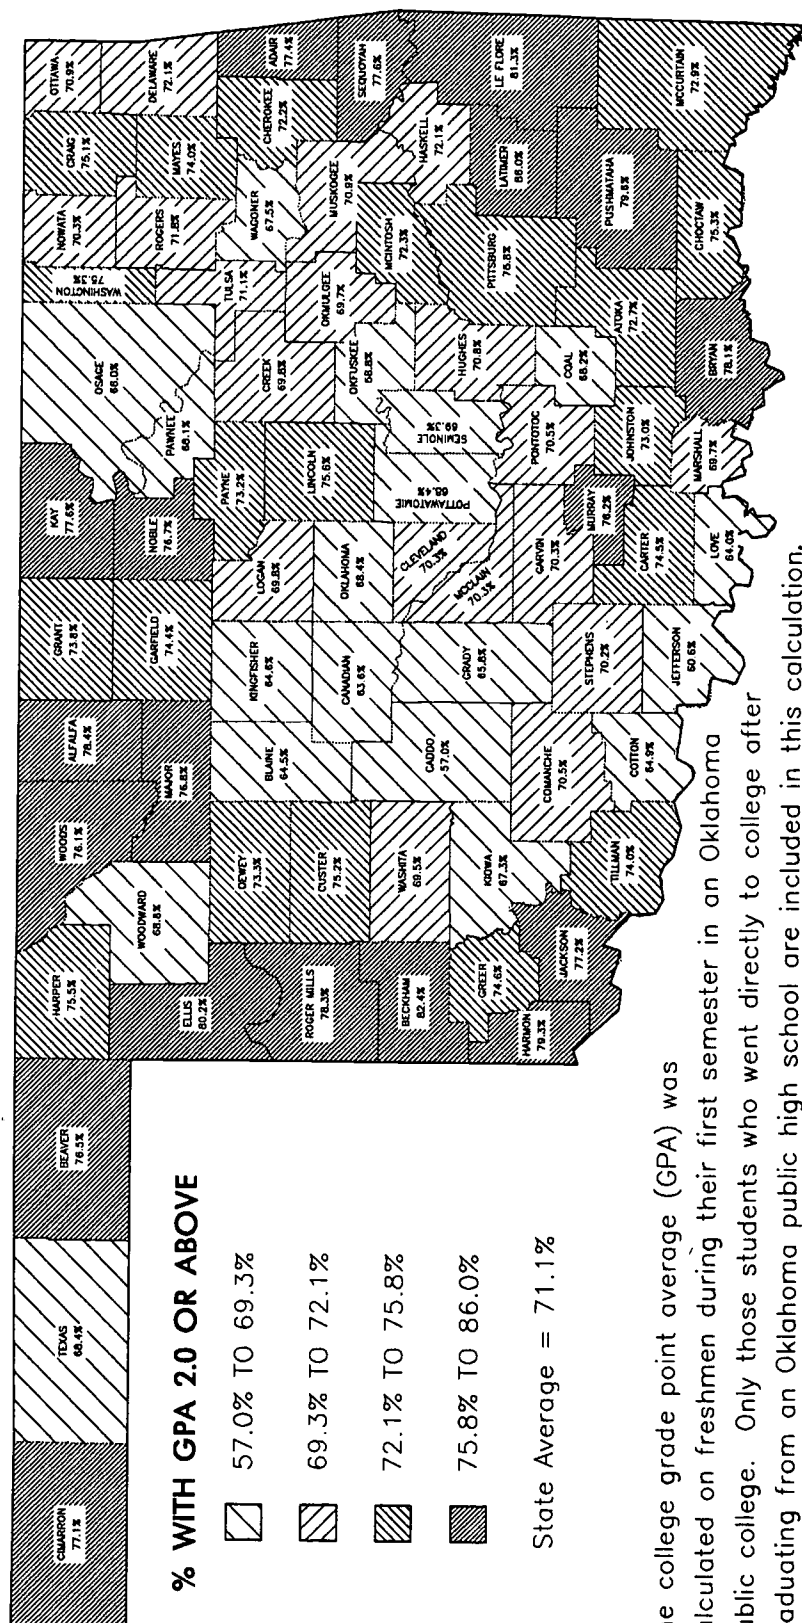 CIMARRON
77.1%
TEXAS
68.4%
BEAVER
76.5%
HARPER
75.5%
WOODS
76.1%
ALFALFA
78.4%
GRANT
73.8%
KAY
77.6%
OSAGE
68.0%
WASHINGTON
75.3%
NOWATA
70.3%
CRAIG
75.1%
OTTAWA
70.9%
ELLIS
80.2%
WOODWARD
68.8%
MAJOR
76.8%
GARFIELD
74.4%
NOBLE
76.7%
PAWNEE
68.1%
ROGERS
71.8%
MAYES
74.0%
DELAWARE
72.1%
ROGER MILLS
78.3%
DEWEY
73.3%
BLAINE
64.5%
KINGFISHER
64.6%
LOGAN
69.8%
PAYNE
73.2%
CREEK
69.8%
TULSA
71.1%
WAGONER
67.5%
CHEROKEE
72.2%
ADAIR
77.4%
CUSTER
75.2%
CANADIAN
63.6%
OKLAHOMA
68.4%
LINCOLN
75.6%
OKFUSKEE
68.8%
OKMULGEE
69.7%
MUSKOGEE
70.9%
SEQUOYAH
77.6%
BECKHAM
82.4%
WASHITA
69.5%
CADDO
57.0%
GRADY
65.8%
CLEVELAND
70.3%
MCCLAIN
70.3%
POTTAWATOMIE
68.4%
SEMINOLE
69.3%
HUGHES
70.8%
MCINTOSH
72.3%
HASKELL
72.1%
LE FLORE
81.3%
GREER
74.6%
KIOWA
67.3%
COMANCHE
70.5%
GARVIN
70.3%
PONTOTOC
70.5%
COAL
68.2%
PITTSBURG
75.8%
LATIMER
86.0%
HARMON
79.3%
JACKSON
77.2%
TILLMAN
74.0%
COTTON
64.9%
STEPHENS
70.2%
MURRAY
76.2%
JOHNSTON
73.0%
ATOKA
72.7%
PUSHMATAHA
79.8%
MCCURTAIN
72.9%
JEFFERSON
60.6%
CARTER
74.5%
LOVE
64.0%
MARSHALL
69.7%
BRYAN
78.1%
CHOCTAW
75.3%
% WITH GPA 2.0 OR ABOVE
57.0% TO 69.3%
69.3% TO 72.1%
72.1% TO 75.8%
75.8% TO 86.0%
State Average = 71.1%
college grade point average (GPA) was
on freshmen during their first semester in an Oklahoma
college. Only those students who went directly to college after
from an Oklahoma public high school are included in this calculation.